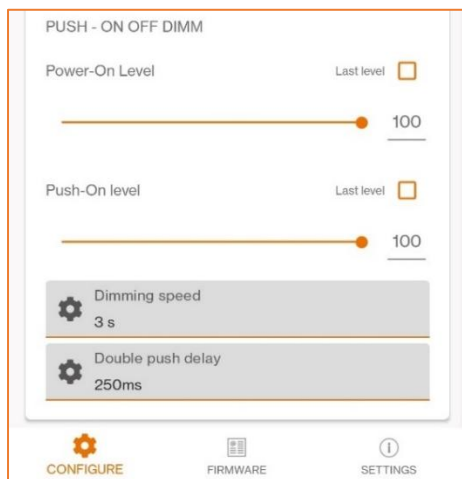 PUSH - ON OFF DIMM
Power-On Level Last level
100
Push-On level Last level
100
Dimming speed
3 s
Double push delay
250ms
CONFIGURE FIRMWARE SETTINGS